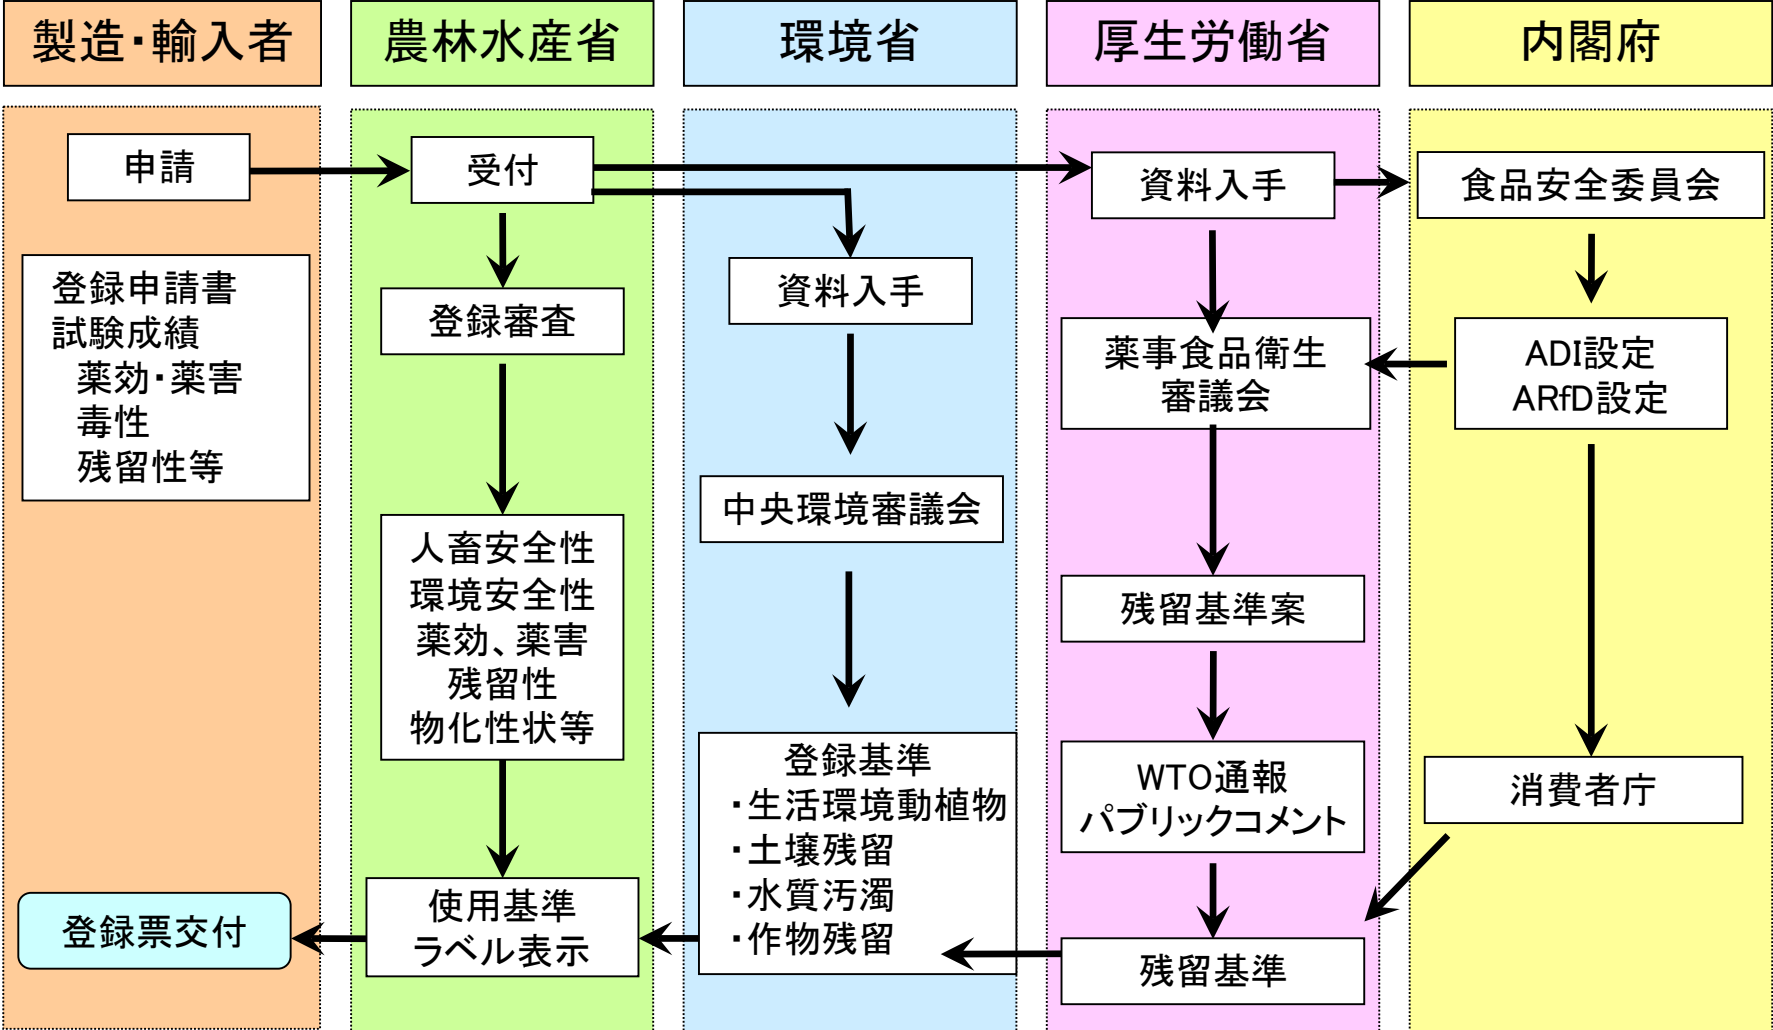 製造・輸入者
農林水産省
環境省
厚生労働省
内閣府
申請
登録申請書
試験成績
薬効・薬害
毒性
残留性等
登録票交付
受付
登録審査
人畜安全性
環境安全性
薬効、薬害
残留性
物化性状等
使用基準
ラベル表示
資料入手
中央環境審議会
登録基準
・生活環境動植物
・土壌残留
・水質汚濁
・作物残留
資料入手
薬事食品衛生
審議会
残留基準案
WTO通報
パブリックコメント
残留基準
食品安全委員会
ADI設定
ARfD設定
消費者庁